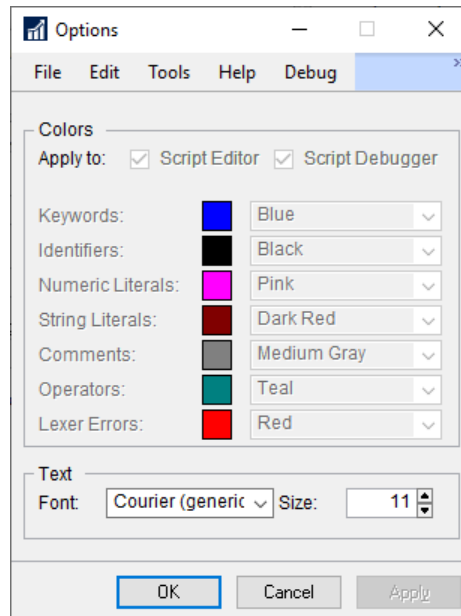 Options
File Edit Tools Help Debug
Colors
Apply to: Script Editor Script Debugger
Keywords: Blue
Identifiers: Black
Numeric Literals: Pink
String Literals: Dark Red
Comments: Medium Gray
Operators: Teal
Lexer Errors: Red
Text
Font: Courier (generic Size: 11
OK Cancel Apply